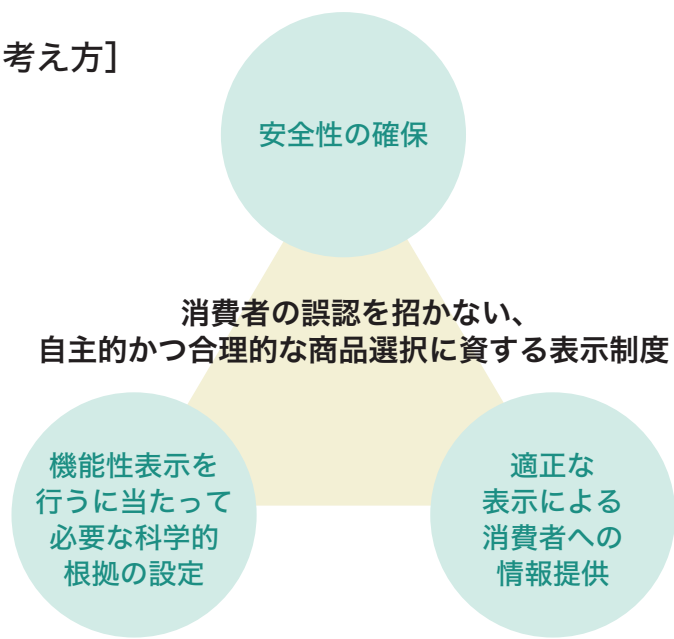 考え方］
安全性の確保
消費者の誤認を招かない、
自主的かつ合理的な商品選択に資する表示制度
機能性表示を
行うに当たって
必要な科学的
根拠の設定
適正な
表示による
消費者への
情報提供